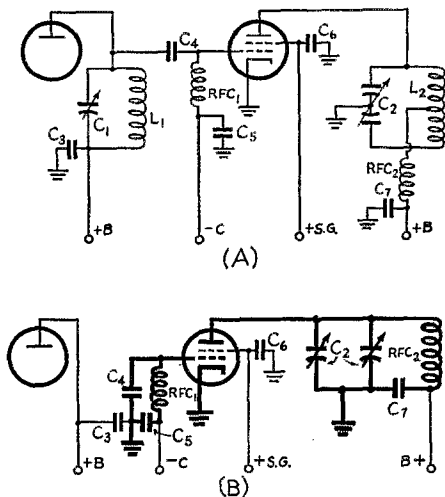 C4
C6
RFC1
L2
C1
L1
C2
C3
C5
RFC2
C7
+B
-C
+S.G.
+B
(A)
C6
C2
RFC2
C4
RFC1
C3
C5
C7
+B
-C
+S.G.
B+
(B)